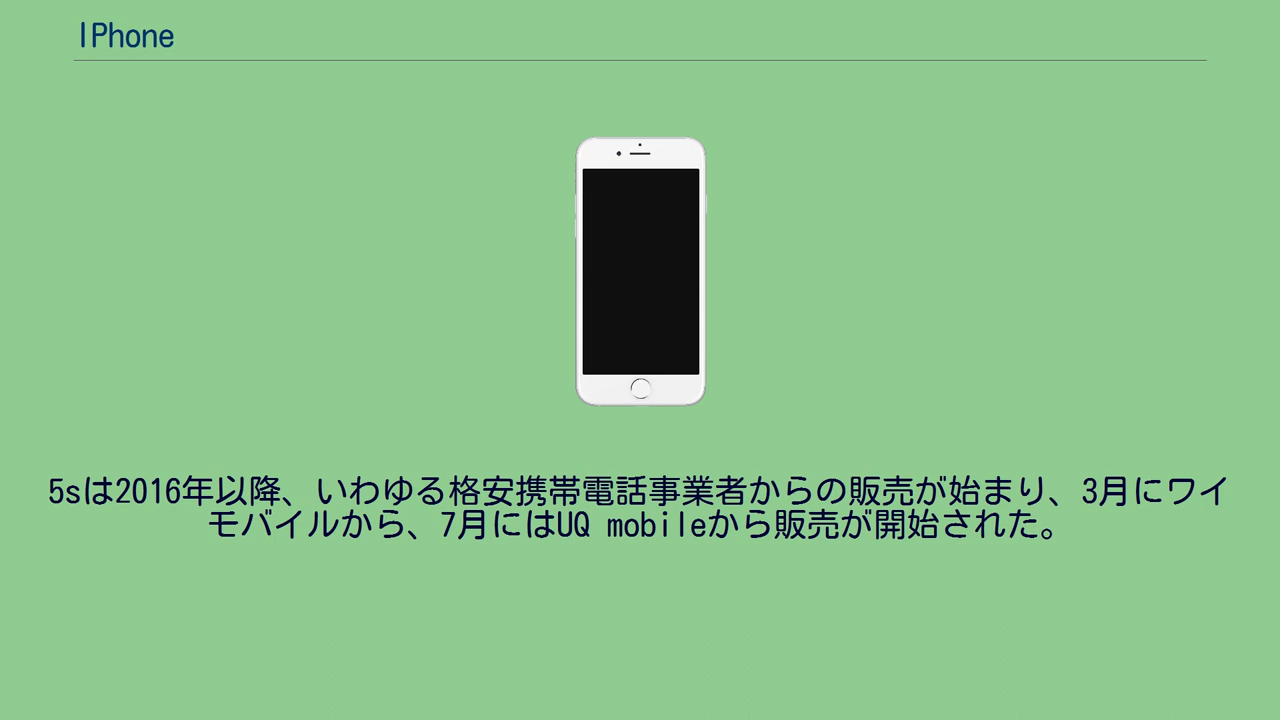 IPhone
5sは2016年以降、いわゆる格安携帯電話事業者からの販売が始まり、3月にワイ
モバイルから、7月にはUQ mobileから販売が開始された。